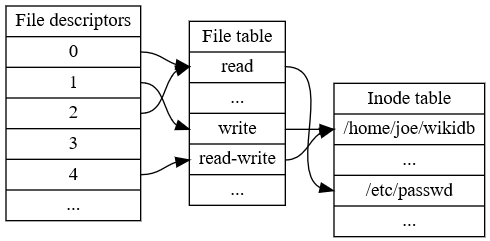 File descriptors
0
1
2
3
4
...
File table
read
...
write
read-write
...
Inode table
/home/joe/wikidb
...
/etc/passwd
...